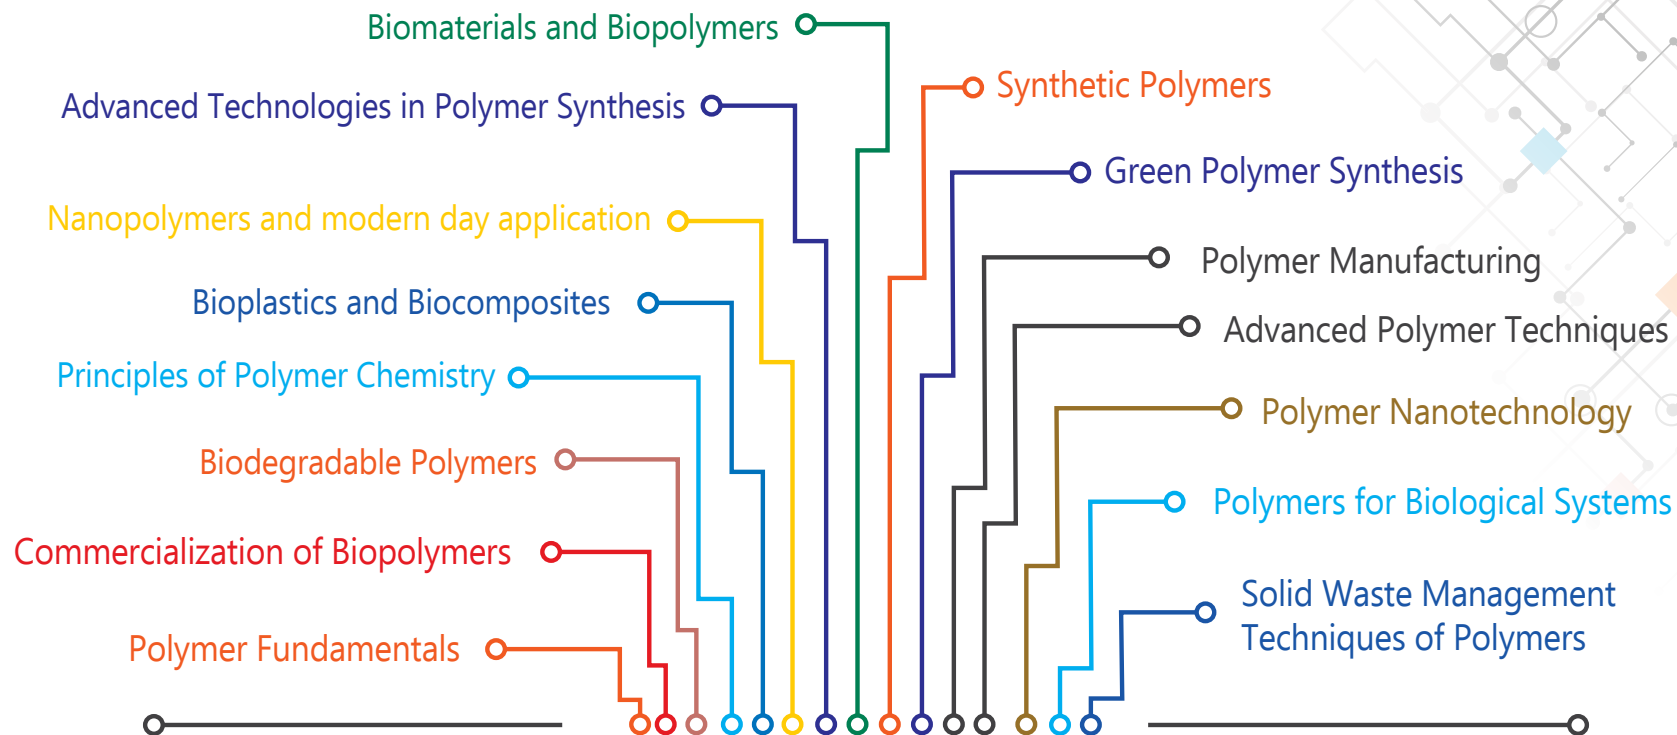 Biomaterials and Biopolymers
Advanced Technologies in Polymer Synthesis
Nanopolymers and modern day application
Bioplastics and Biocomposites
Principles of Polymer Chemistry
Biodegradable Polymers
Commercialization of Biopolymers
Polymer Fundamentals
Synthetic Polymers
Green Polymer Synthesis
Polymer Manufacturing
Advanced Polymer Techniques
Polymer Nanotechnology
Polymers for Biological Systems
Solid Waste Management
Techniques of Polymers